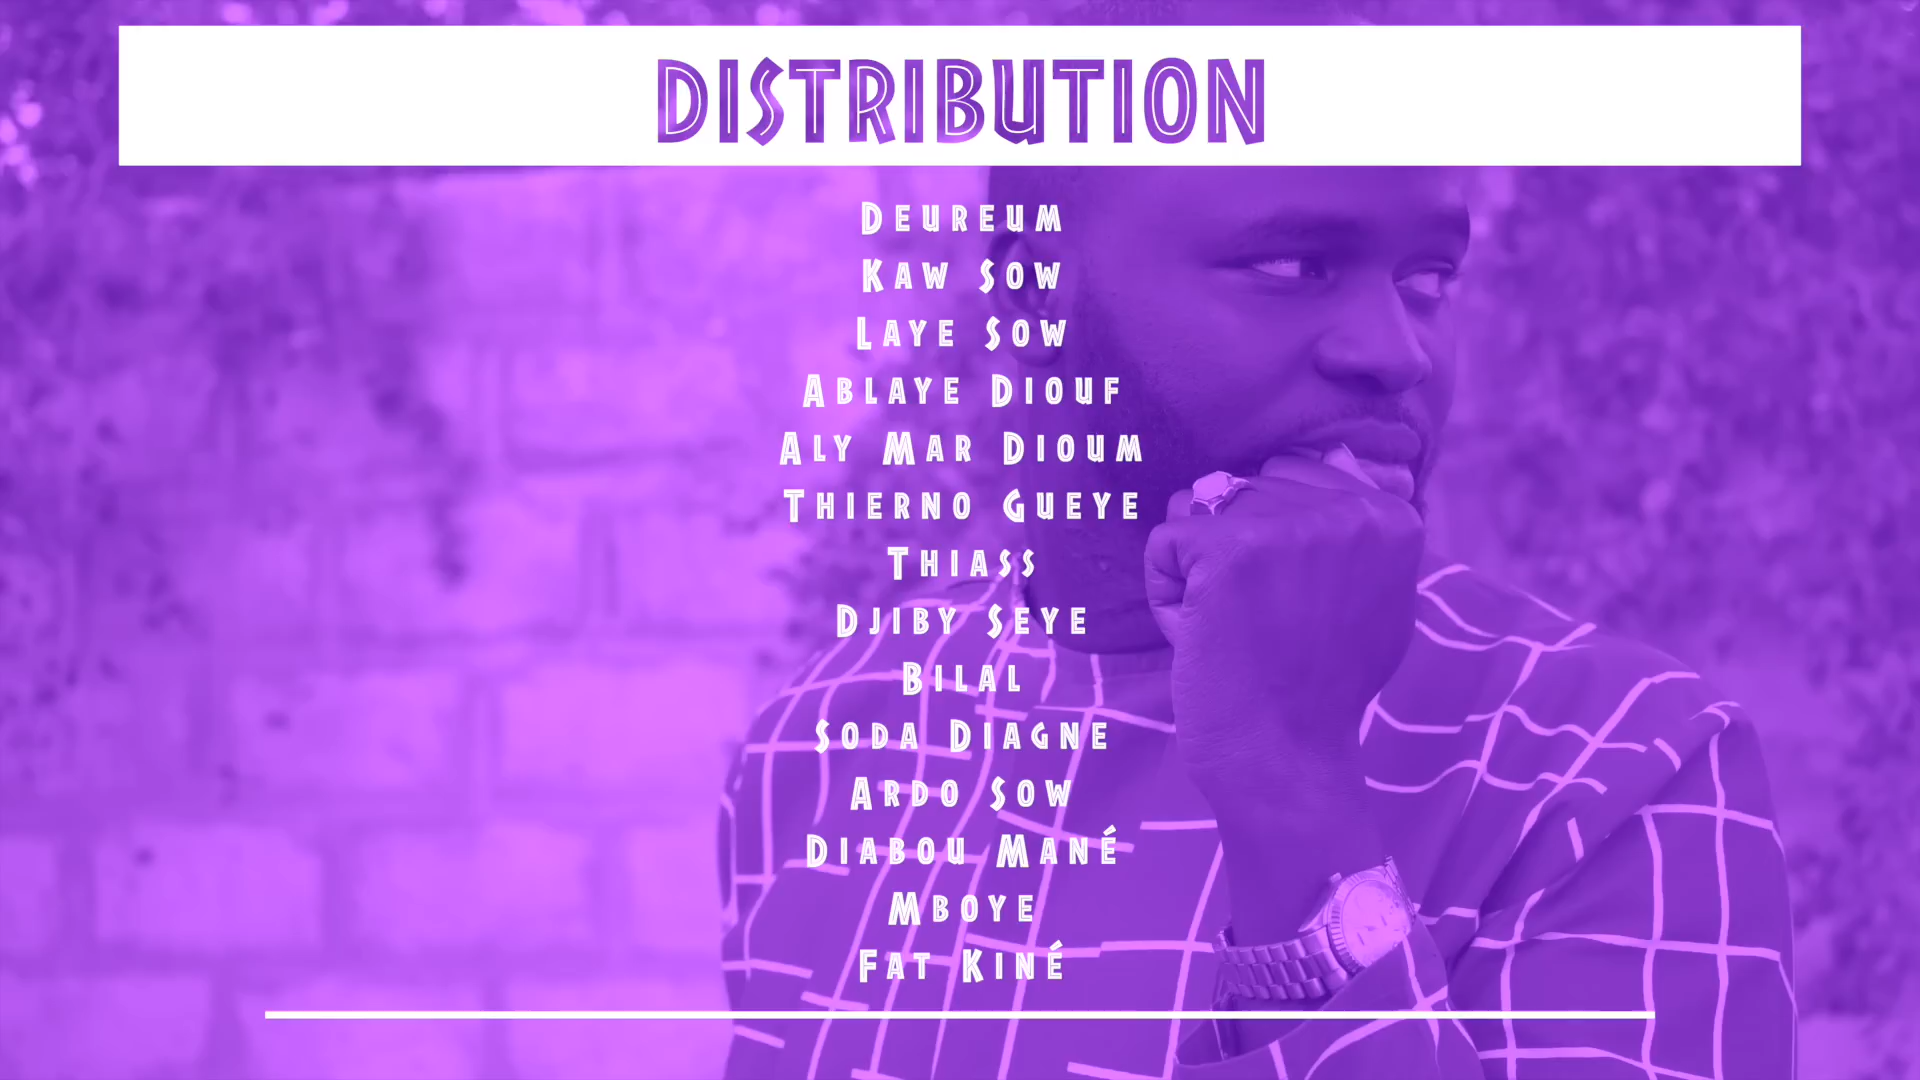 DISTRIBUTION
DEUREUM
KAW SOW
LAYE SOW
ABLAYE DIOUF
ALY MAR DIOUM
THIERNO GUEYE
THIASS
DJIBY SEYE
BILAL
SODA DIAGNE
ARDO SOW
DIABOU MANÉ
MBOYE
FAT KINÉ